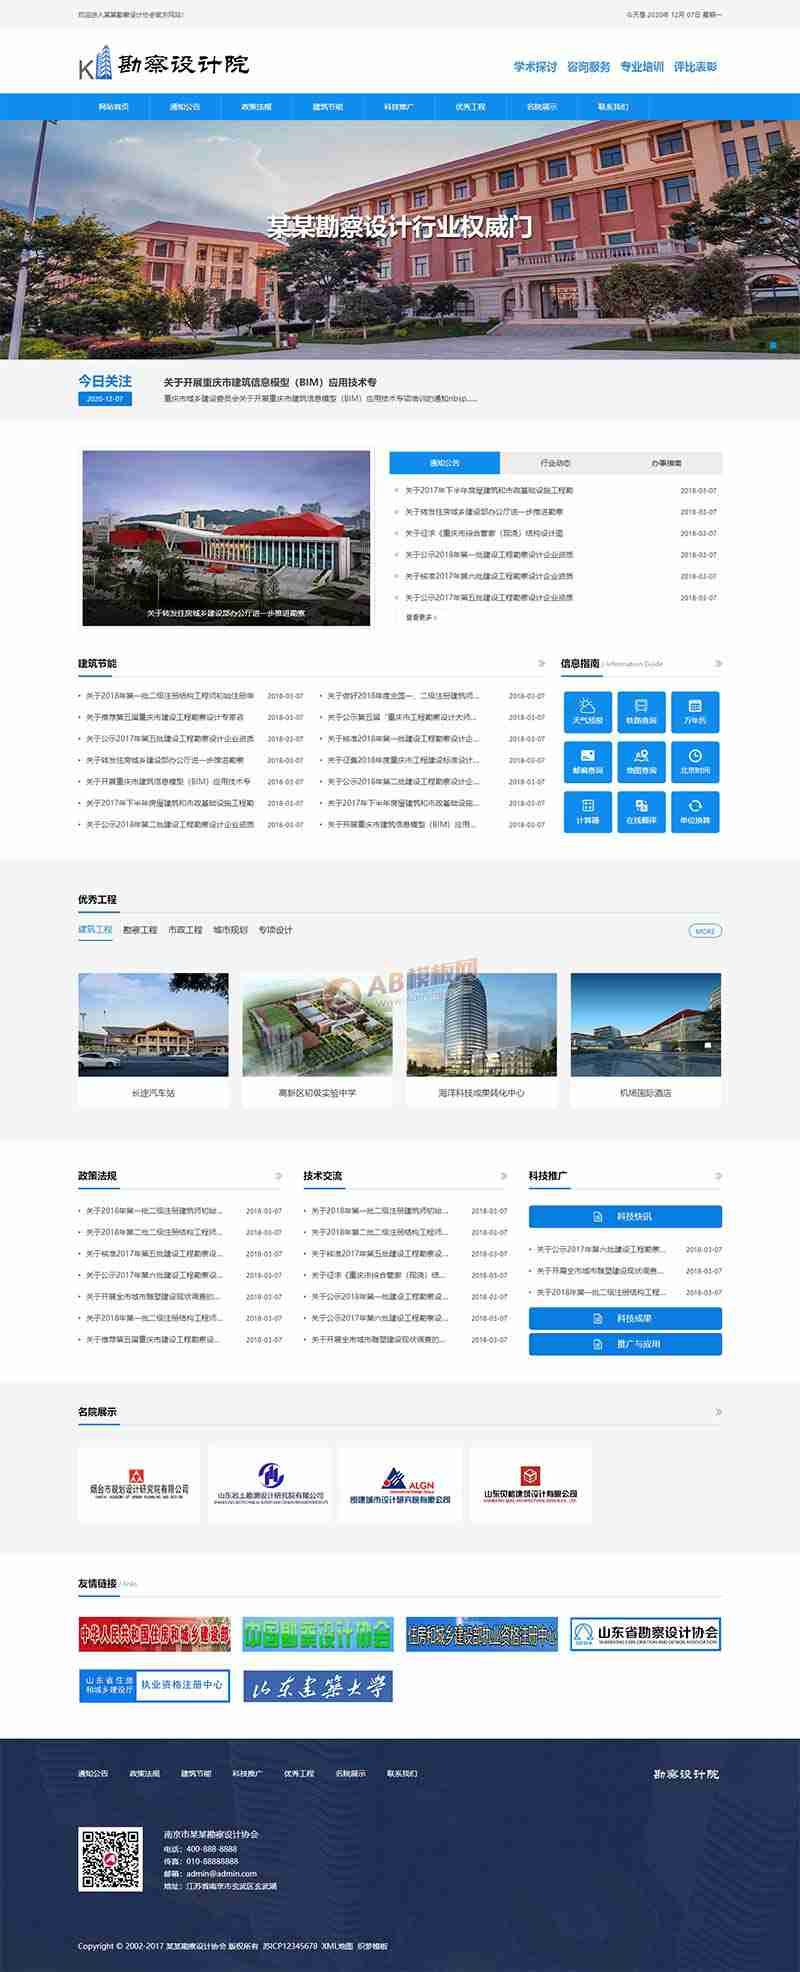 欢迎进入某某勘察设计协会官方网站!
今天是 2020年 12月 07日 星期一
K 勘察设计院
学术探讨 咨询服务 专业培训 评比表彰
网站首页 通知公告 政策法规 建筑节能 科技推广 优秀工程 名院展示 联系我们
某某勘察设计行业权威门
今日关注
2020-12-07
关于开展重庆市建筑信息模型（BIM）应用技术专
重庆市城乡建设委员会关于开展重庆市建筑信息模型（BIM）应用技术专项培训的通知nbsp......
关于转发住房城乡建设部办公厅进一步推进勘察
通知公告 行业动态 办事指南
关于2017年下半年房屋建筑和市政基础设施工程勘 2018-03-07
关于转发住房城乡建设部办公厅进一步推进勘察 2018-03-07
关于征求《重庆市综合管廊（现浇）结构设计图 2018-03-07
关于公示2018年第一批建设工程勘察设计企业资质 2018-03-07
关于核准2017年第六批建设工程勘察设计企业资质 2018-03-07
关于公示2017年第五批建设工程勘察设计企业资质 2018-03-07
查看更多»
建筑节能
关于2018年第一批二级注册结构工程师初始注册审 2018-03-07
关于推荐第五届重庆市建设工程勘察设计专家咨 2018-03-07
关于公示2017年第五批建设工程勘察设计企业资质 2018-03-07
关于转发住房城乡建设部办公厅进一步推进勘察 2018-03-07
关于开展重庆市建筑信息模型（BIM）应用技术专 2018-03-07
关于2017年下半年房屋建筑和市政基础设施工程勘 2018-03-07
关于公示2018年第二批建设工程勘察设计企业资质 2018-03-07
关于做好2018年度全国一、二级注册建筑师... 2018-03-07
关于公示第五届「重庆市工程勘察设计大师... 2018-03-07
关于核准2018年第一批建设工程勘察设计企... 2018-03-07
关于征集2018年度重庆市工程建设标准设计... 2018-03-07
关于公示2018年第二批建设工程勘察设计企... 2018-03-07
关于2017年下半年房屋建筑和市政基础设施... 2018-03-07
关于开展重庆市建筑信息模型（BIM）应用... 2018-03-07
信息指南 / Information Guide
天气预报 铁路查询 万年历
邮编查询 地图查询 北京时间
计算器 在线翻译 单位换算
优秀工程
建筑工程 勘察工程 市政工程 城市规划 专项设计
MORE
AB模板网
长途汽车站
高新区初级实验中学
海洋科技成果转化中心
机场国际酒店
政策法规
关于2018年第一批二级注册建筑师初始... 2018-03-07
关于2018年第二批二级注册结构工程师... 2018-03-07
关于核准2017年第五批建设工程勘察设... 2018-03-07
关于公示2017年第六批建设工程勘察设... 2018-03-07
关于开展全市城市雕塑建设现状调查的... 2018-03-07
关于2018年第一批二级注册结构工程师... 2018-03-07
关于推荐第五届重庆市建设工程勘察设... 2018-03-07
技术交流
关于2018年第一批二级注册建筑师初始... 2018-03-07
关于2018年第二批二级注册结构工程师... 2018-03-07
关于核准2017年第五批建设工程勘察设... 2018-03-07
关于征求《重庆市综合管廊（现浇）结... 2018-03-07
关于公示2018年第一批建设工程勘察设... 2018-03-07
关于公示2017年第六批建设工程勘察设... 2018-03-07
关于开展全市城市雕塑建设现状调查的... 2018-03-07
科技推广
科技快讯
关于公示2017年第六批建设工程勘察... 2018-03-07
关于开展全市城市雕塑建设现状调查... 2018-03-07
关于2018年第一批二级注册结构工程... 2018-03-07
科技成果
推广与应用
名院展示
烟台市规划设计研究院有限公司
山东岩土勘测设计研究院有限公司
ALGN
城市设计研究院有限公司
建筑设计有限公司
友情链接 / links
中华人民共和国住房和城乡建设部
中国勘察设计协会
住房和城乡建设部执业资格注册中心
山东省勘察设计协会
山东省住房和城乡建设厅 执业资格注册中心
山东建筑大学
通知公告 政策法规 建筑节能 科技推广 优秀工程 名院展示 联系我们
勘察设计院
南京市某某勘察设计协会
电话：400-888-8888
传真：010-88888888
邮箱：admin@admin.com
地址：江苏省南京市玄武区玄武湖
Copyright © 2002-2017 某某勘察设计协会 版权所有 苏ICP12345678 XML地图 织梦模板